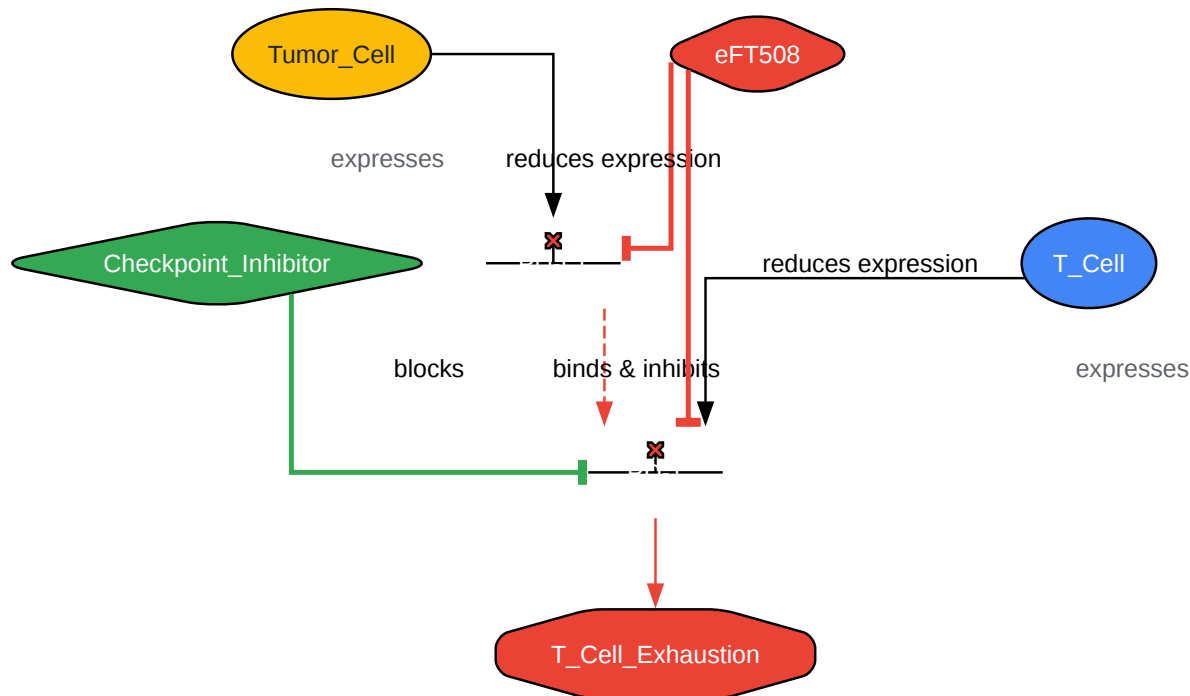 Tumor_Cell
eFT508
expresses
reduces expression
Checkpoint_Inhibitor
reduces expression
T_Cell
blocks
binds & inhibits
expresses
T_Cell_Exhaustion